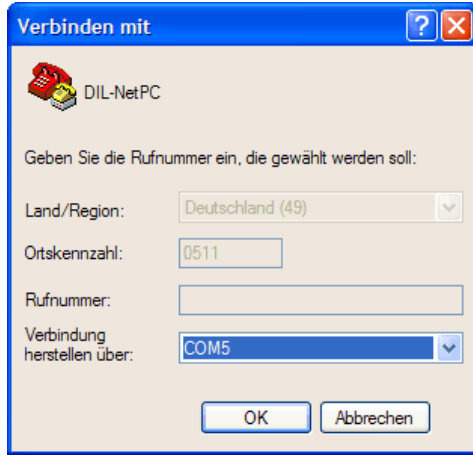 Verbinden mit
DIL-NetPC
Geben Sie die Rufnummer ein, die gewählt werden soll:
Land/Region: Deutschland (49)
Ortskennzahl: 0511
Rufnummer:
Verbindung
herstellen über: COM5
OK Abbrechen